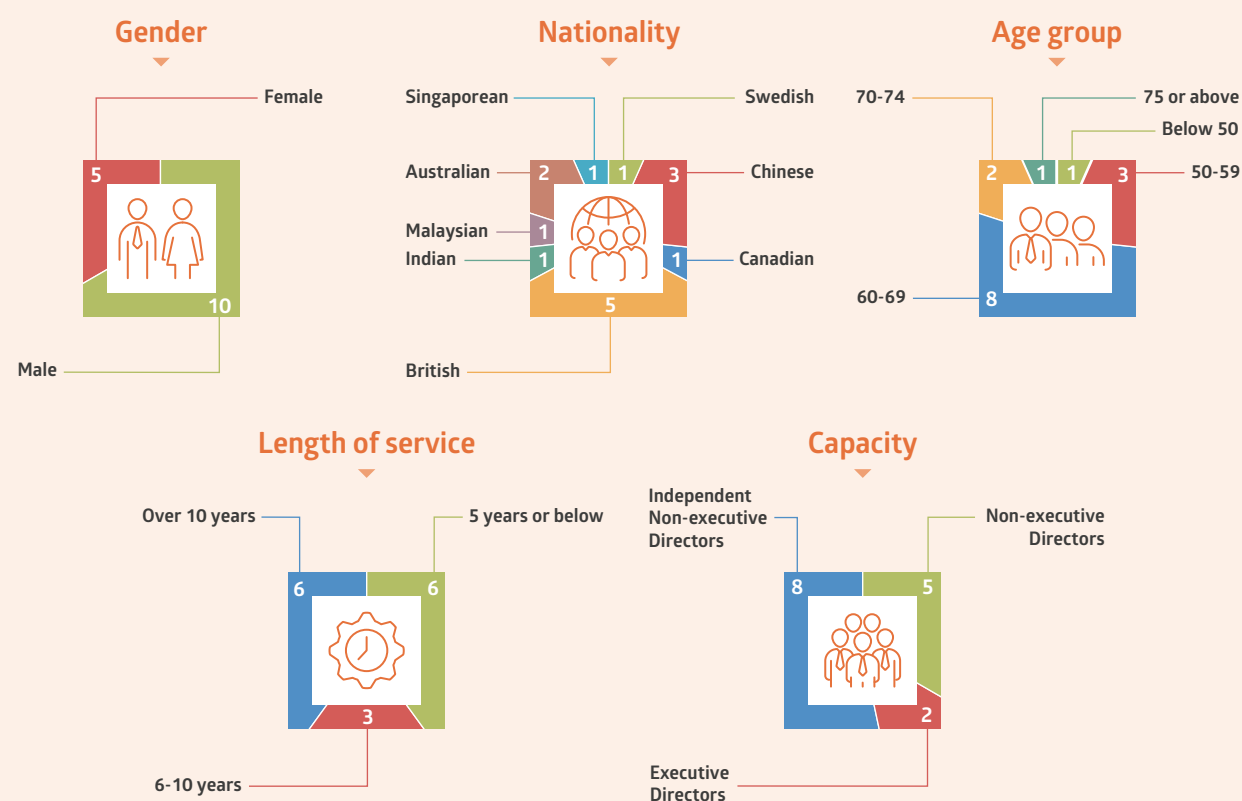 Gender
Female
5
10
Male
Nationality
Singaporean
Swedish
Australian
2
1
1
3
Chinese
Malaysian
1
Indian
1
1
Canadian
5
British
Age group
70-74
75 or above
Below 50
2
1
1
3
50-59
60-69
8
Length of service
Over 10 years
5 years or below
6
6
3
6-10 years
Capacity
Independent
Non-executive
Directors
Non-executive
Directors
8
5
2
Executive
Directors